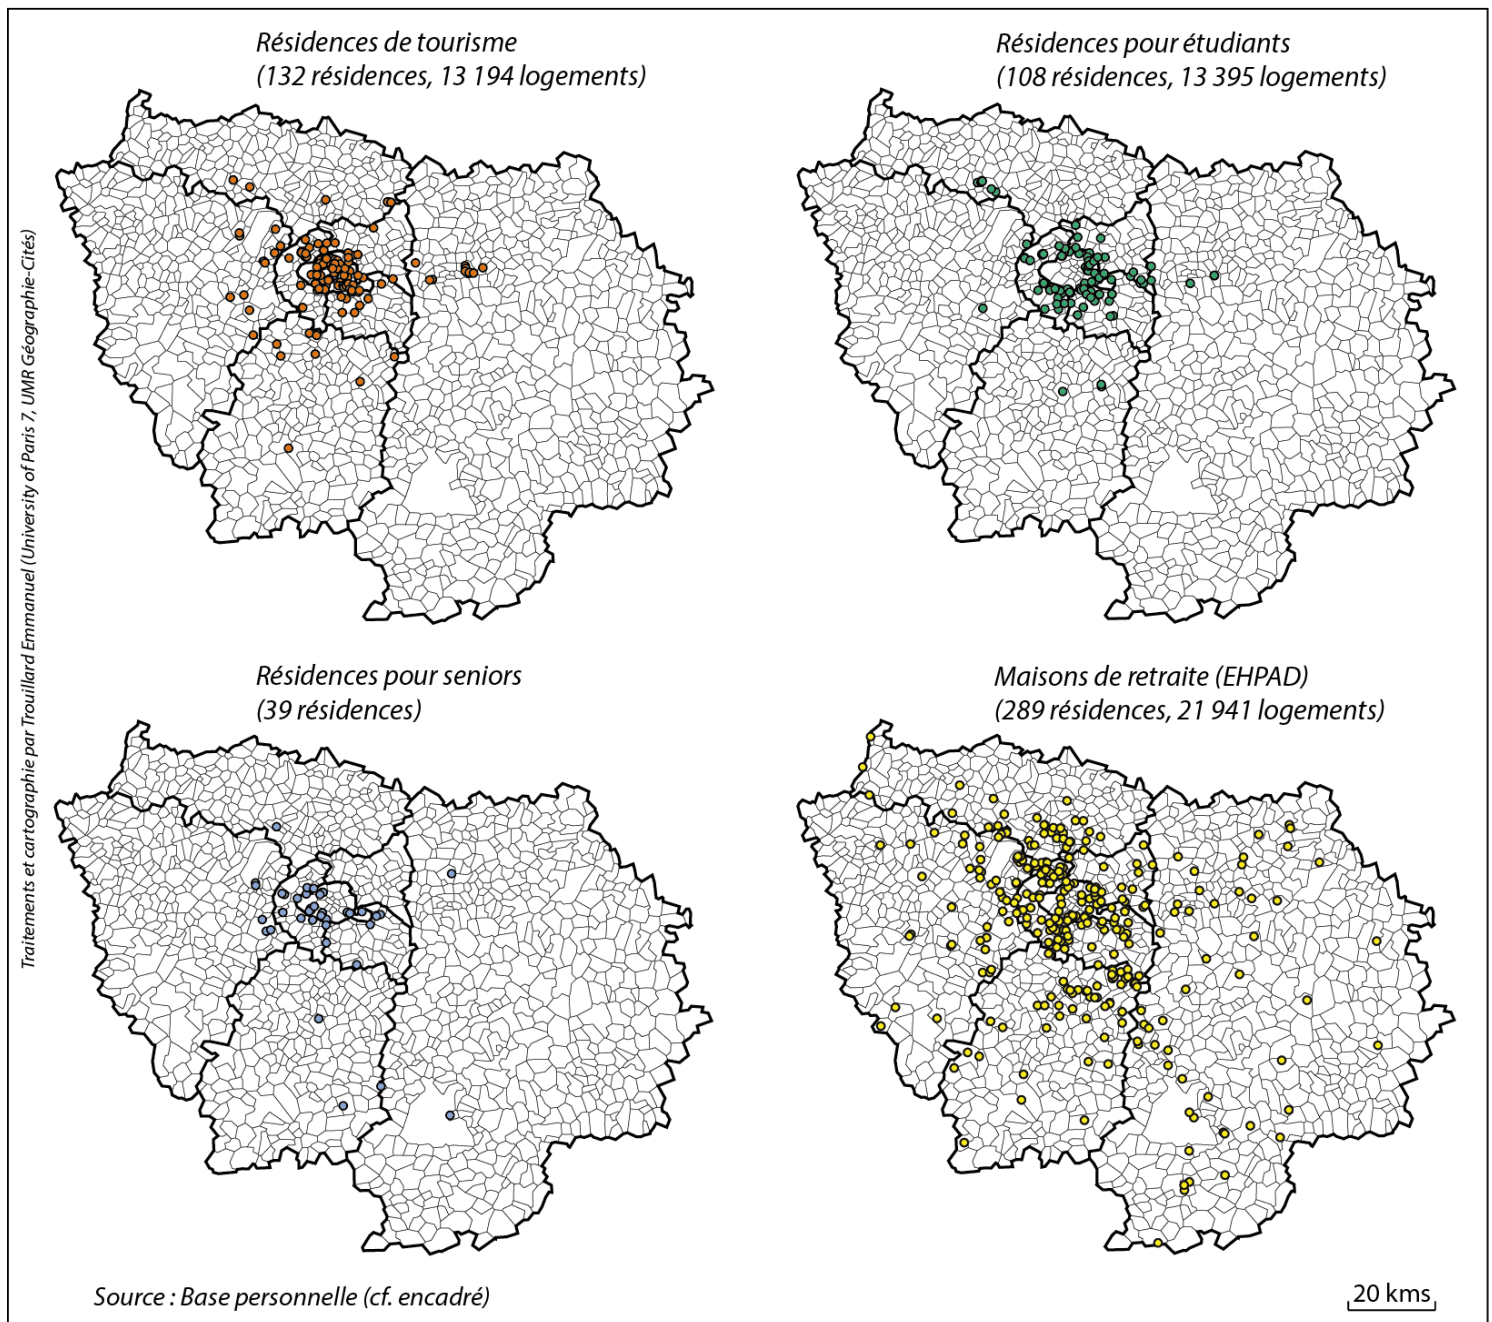 Résidences de tourisme
(132 résidences, 13 194 logements)
Résidences pour étudiants
(108 résidences, 13 395 logements)
Traitements et cartographie par Trouillard Emmanuel (University of Paris 7, UMR Géographie-Cités)
Résidences pour seniors
(39 résidences)
Maisons de retraite (EHPAD)
(289 résidences, 21 941 logements)
Source : Base personnelle (cf. encadré)
20 kms